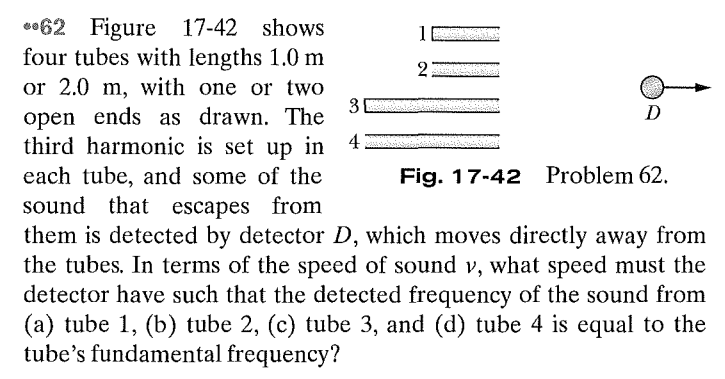 ••62 Figure 17-42 shows
four tubes with lengths 1.0 m
or 2.0 m, with one or two
open ends as drawn. The
third harmonic is set up in
each tube, and some of the
sound that escapes from
them is detected by detector D, which moves directly away from
the tubes. In terms of the speed of sound v, what speed must the
detector have such that the detected frequency of the sound from
(a) tube 1, (b) tube 2, (c) tube 3, and (d) tube 4 is equal to the
tube's fundamental frequency?
1
2
3
4
D
Fig. 17-42 Problem 62.